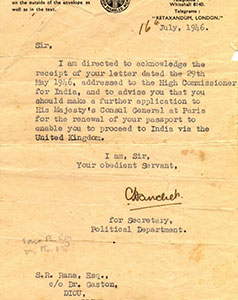 on the outside of the envelope as
well as in the text.
Whitehall 8140.
Telegrams :
"RETAXANDUM, LONDON."
16th July, 1946.
Sir,
I am directed to acknowledge the
receipt of your letter dated the 29th
May 1946, addressed to the High Commissioner
for India, and to advise you that you
should make a further application to
His Majesty's Consul General at Paris
for the renewal of your passport to
enable you to proceed to India via the
United Kingdom.
I am, Sir,
Your obedient Servant,
for Secretary,
Political Department.
S.R. Rana, Esq.,
c/o Dr. Gaston,
DIOU,